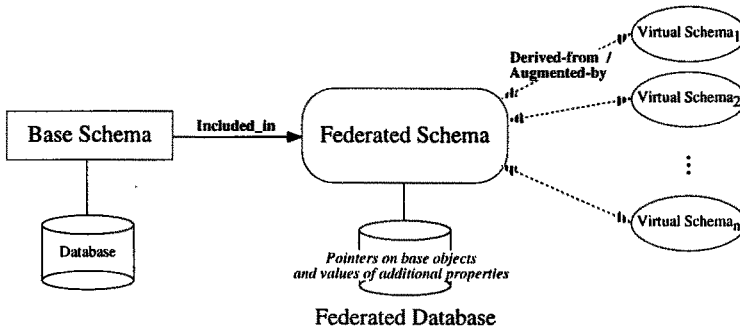 Virtual Schema1
Derived-from /
Augmented-by
Virtual Schema2
Base Schema
Included_in
Federated Schema
Virtual Scheman
Database
Pointers on base objects
and values of additional properties
Federated Database